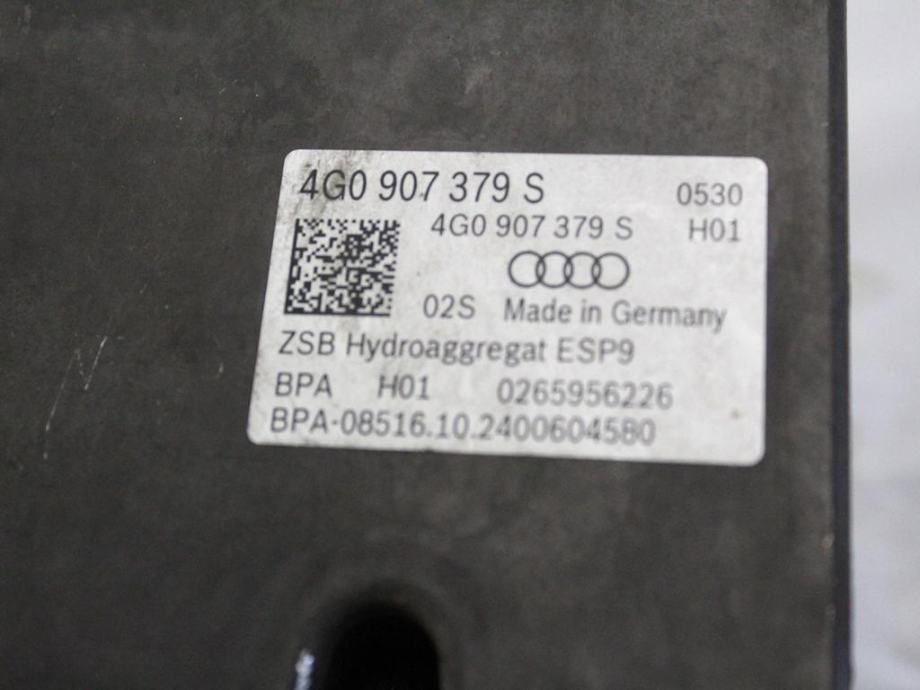 4G0 907 379 S 0530
4G0 907 379 S H01
02S Made in Germany
ZSB Hydroaggregat ESP9
BPA H01 0265956226
BPA-08516.10.2400604580